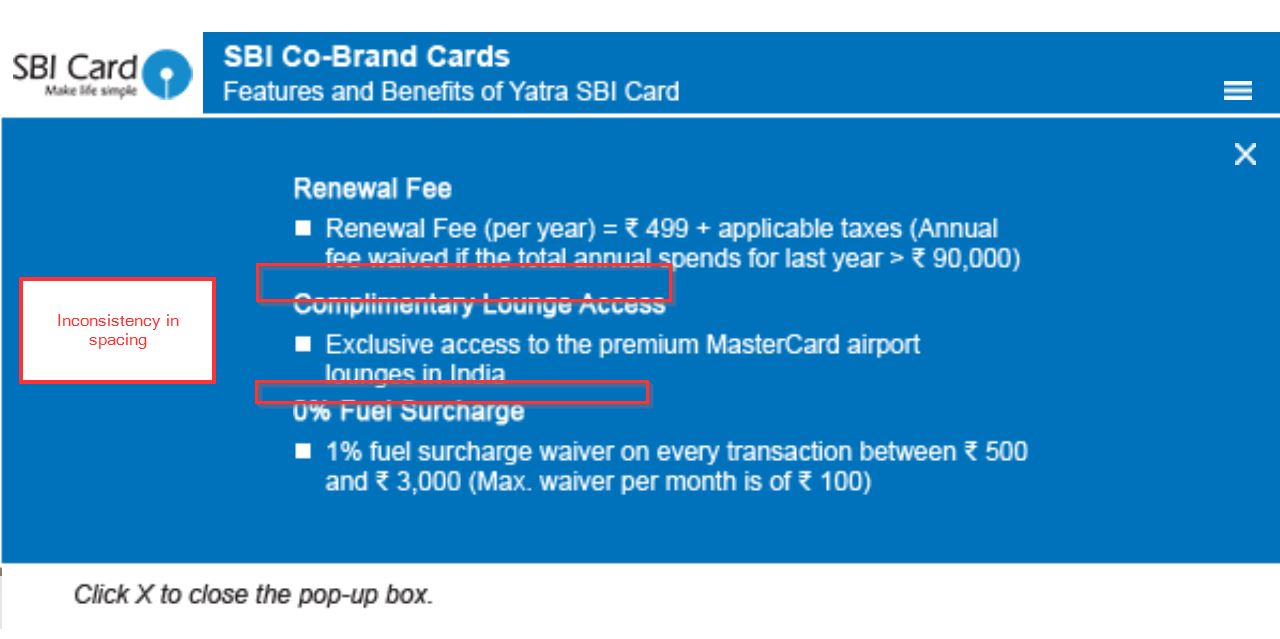 SBI Card
Make life simple
SBI Co-Brand Cards
Features and Benefits of Yatra SBI Card
Renewal Fee
Renewal Fee (per year) = ₹ 499 + applicable taxes (Annual
fee waived if the total annual spends for last year > ₹ 90,000)
Complimentary Lounge Access
Exclusive access to the premium MasterCard airport
lounges in India
0% Fuel Surcharge
1% fuel surcharge waiver on every transaction between ₹ 500
and ₹ 3,000 (Max. waiver per month is of ₹ 100)
Inconsistency in
spacing
Click X to close the pop-up box.